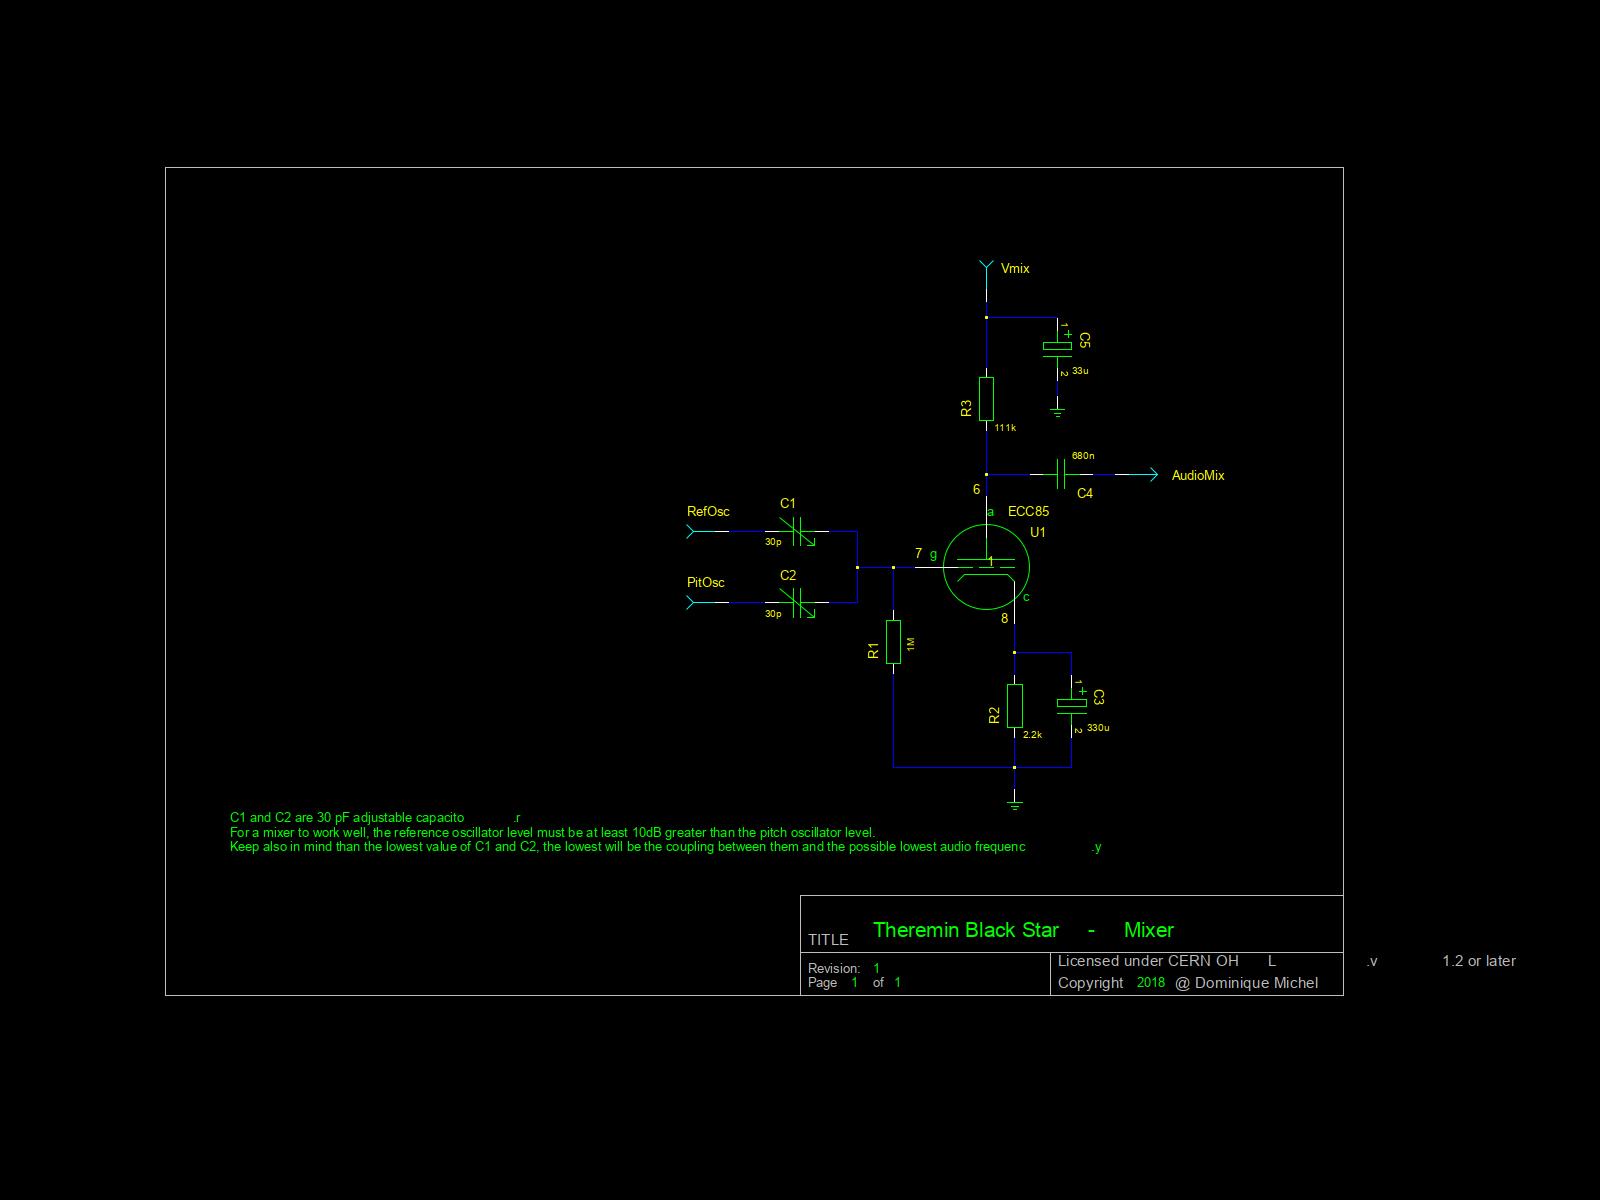 Vmix
1
+
C5
2
33u
R3
111k
680n
AudioMix
C4
6
a
ECC85
U1
RefOsc
C1
30p
7
g
1
PitOsc
C2
30p
c
8
R1
1M
1
+
C3
R2
2
330u
2.2k
C1 and C2 are 30 pF adjustable capacito .r
For a mixer to work well, the reference oscillator level must be at least 10dB greater than the pitch oscillator level.
Keep also in mind than the lowest value of C1 and C2, the lowest will be the coupling between them and the possible lowest audio frequenc .y
TITLE Theremin Black Star - Mixer
Revision: 1
Page 1 of 1
Licensed under CERN OH L .v 1.2 or later
Copyright 2018 @ Dominique Michel